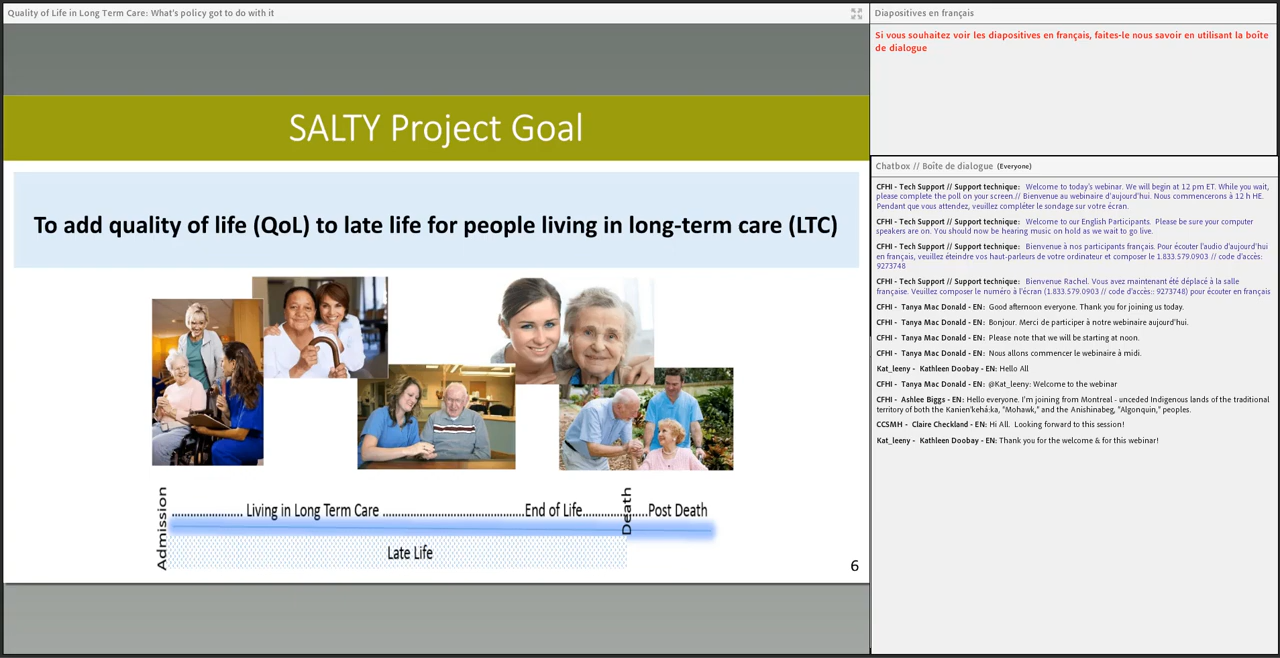 Quality of Life in Long Term Care: What's policy got to do with it
SALTY Project Goal
To add quality of life (QoL) to late life for people living in long-term care (LTC)
Admission
....................... Living in Long Term Care ..................................................End of Life..............
Death
....Post Death
Late Life
6
Diapositives en français
Si vous souhaitez voir les diapositives en français, faites-le nous savoir en utilisant la boîte
de dialogue
Chatbox // Boîte de dialogue (Everyone)
CFHI - Tech Support // Support technique: Welcome to today's webinar. We will begin at 12 pm ET. While you wait,
please complete the poll on your screen.// Bienvenue au webinaire d'aujourd'hui. Nous commencerons à 12 h HE.
Pendant que vous attendez, veuillez compléter le sondage sur votre écran.
CFHI - Tech Support // Support technique: Welcome to our English Participants. Please be sure your computer
speakers are on. You should now be hearing music on hold as we wait to go live.
CFHI - Tech Support // Support technique: Bienvenue à nos participants français. Pour écouter l'audio d'aujourd'hui
en français, veuillez éteindre vos haut-parleurs de votre ordinateur et composer le 1.833.579.0903 // code d'accès:
9273748
CFHI - Tech Support // Support technique: Bienvenue Rachel. Vous avez maintenant été déplacé à la salle
française. Veuillez composer le numéro à l'écran (1.833.579.0903 // code d'accès:: 9273748) pour écouter en français
CFHI - Tanya Mac Donald - EN: Good afternoon everyone. Thank you for joining us today.
CFHI - Tanya Mac Donald - EN: Bonjour. Merci de participer à notre webinaire aujourd'hui.
CFHI - Tanya Mac Donald - EN: Please note that we will be starting at noon.
CFHI - Tanya Mac Donald - EN: Nous allons commencer le webinaire à midi.
Kat_leeny - Kathleen Doobay - EN: Hello All
CFHI - Tanya Mac Donald - EN: @Kat_leeny: Welcome to the webinar
CFHI - Ashlee Biggs - EN: Hello everyone. I'm joining from Montreal - unceded Indigenous lands of the traditional
territory of both the Kanien'kehá:ka, "Mohawk," and the Anishinabeg, "Algonquin," peoples.
CCSMH - Claire Checkland - EN: Hi All. Looking forward to this session!
Kat_leeny - Kathleen Doobay - EN: Thank you for the welcome & for this webinar!